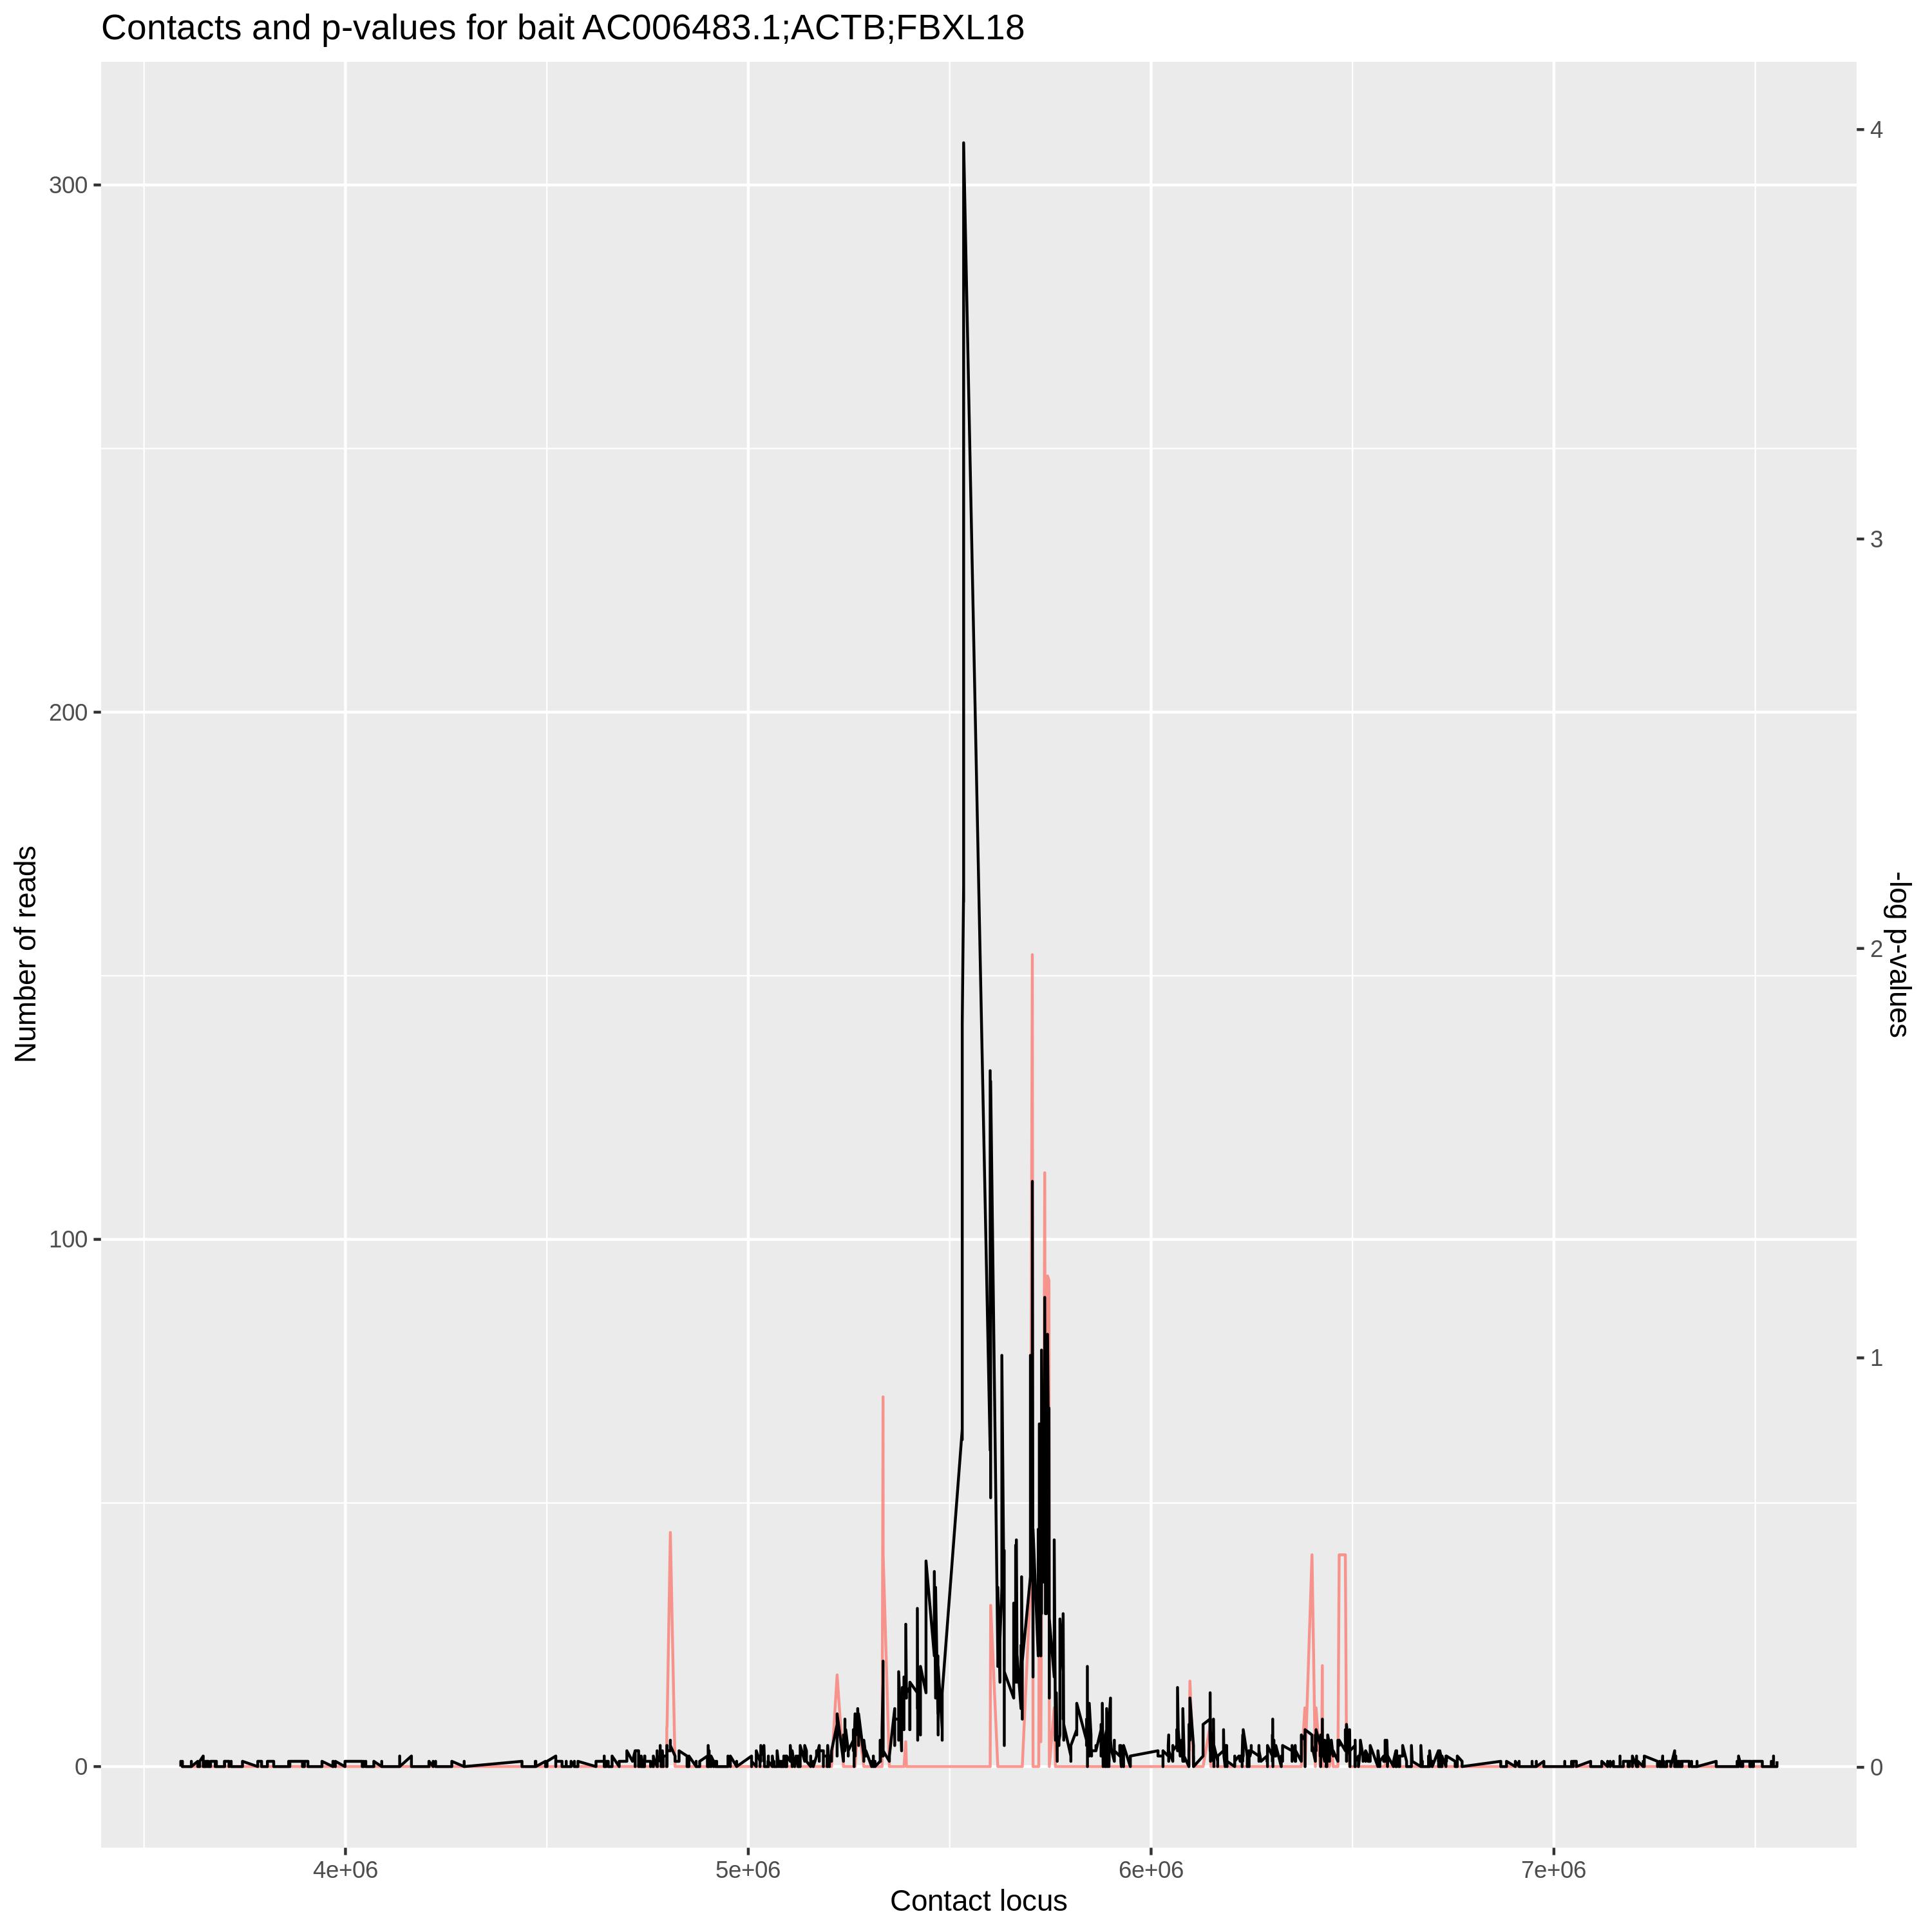 Contacts and p-values for bait AC006483.1;ACTB;FBXL18
300
200
100
0
Number of reads
4
3
2
1
0
-log p-values
4e+06
5e+06
6e+06
7e+06
Contact locus